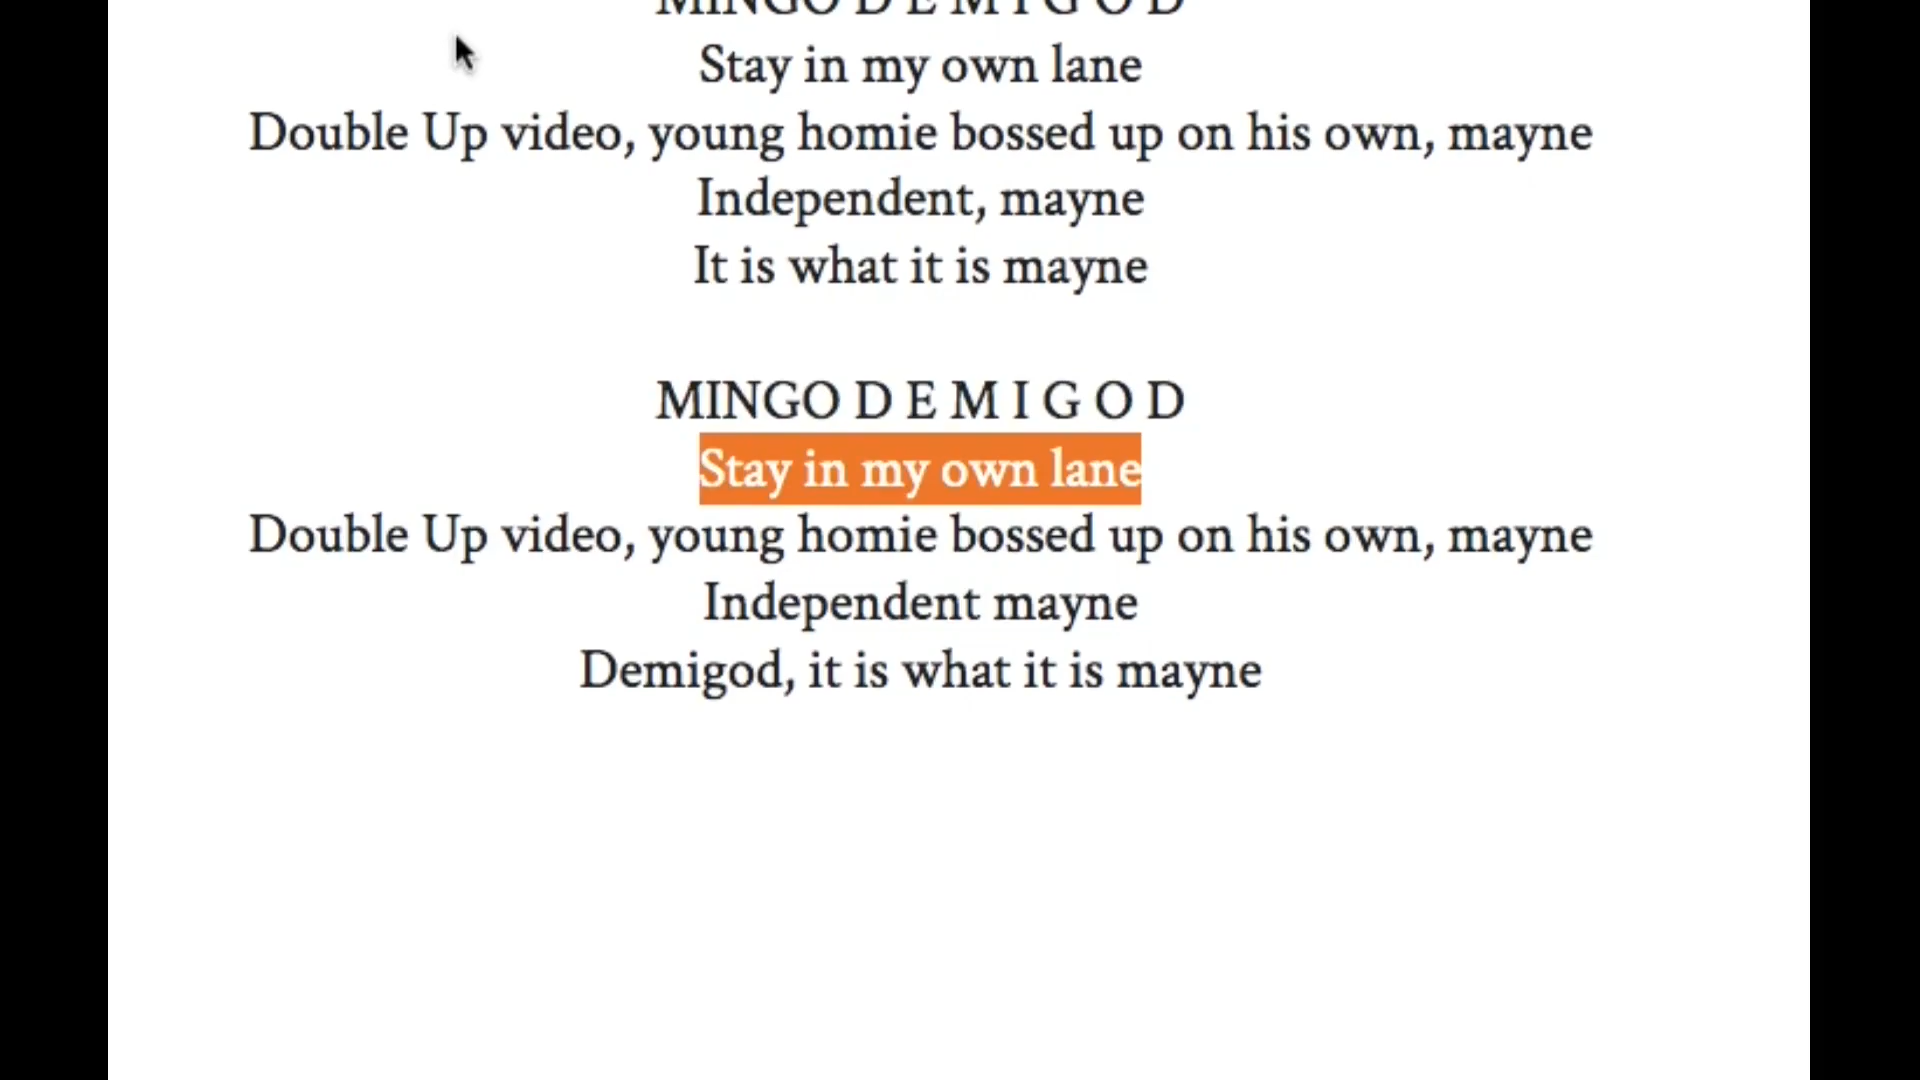 MINGO D E M I G O D
Stay in my own lane
Double Up video, young homie bossed up on his own, mayne
Independent, mayne
It is what it is mayne
MINGO D E M I G O D
Stay in my own lane
Double Up video, young homie bossed up on his own, mayne
Independent mayne
Demigod, it is what it is mayne